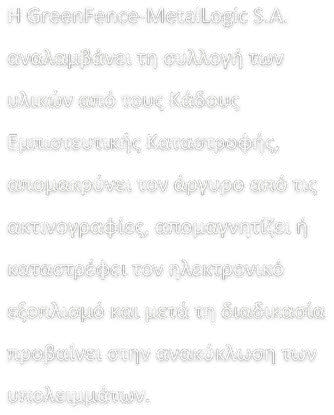 Η GreenFence-MetalLogic S.A.
αναλαμβάνει τη συλλογή των
υλικών από τους Κάδους
Εμπιστευτικής Καταστροφής,
απομακρύνει τον άργυρο από τις
ακτινογραφίες, απομαγνητίζει ή
καταστρέφει τον ηλεκτρονικό
εξοπλισμό και μετά τη διαδικασία
προβαίνει στην ανακύκλωση των
υπολειμμάτων.